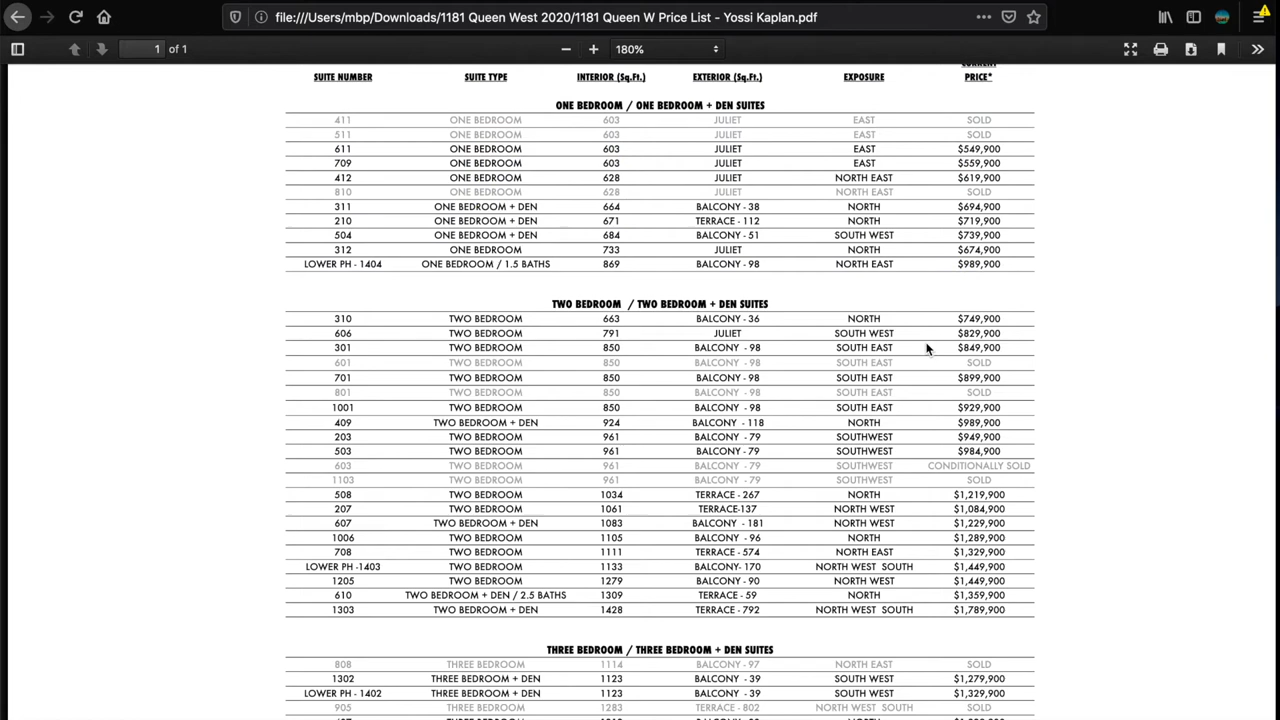 file:///Users/mbp/Downloads/1181 Queen West 2020/1181 Queen W Price List - Yossi Kaplan.pdf
1 of 1
180%
CURRENT
SUITE NUMBER SUITE TYPE INTERIOR (Sq.Ft.) EXTERIOR (Sq.Ft.) EXPOSURE PRICE*
ONE BEDROOM / ONE BEDROOM + DEN SUITES
411 ONE BEDROOM 603 JULIET EAST SOLD
511 ONE BEDROOM 603 JULIET EAST SOLD
611 ONE BEDROOM 603 JULIET EAST $549,900
709 ONE BEDROOM 603 JULIET EAST $559,900
412 ONE BEDROOM 628 JULIET NORTH EAST $619,900
810 ONE BEDROOM 628 JULIET NORTH EAST SOLD
311 ONE BEDROOM + DEN 664 BALCONY - 38 NORTH $694,900
210 ONE BEDROOM + DEN 671 TERRACE - 112 NORTH $719,900
504 ONE BEDROOM + DEN 684 BALCONY - 51 SOUTH WEST $739,900
312 ONE BEDROOM 733 JULIET NORTH $674,900
LOWER PH - 1404 ONE BEDROOM / 1.5 BATHS 869 BALCONY - 98 NORTH EAST $989,900
TWO BEDROOM / TWO BEDROOM + DEN SUITES
310 TWO BEDROOM 663 BALCONY - 36 NORTH $749,900
606 TWO BEDROOM 791 JULIET SOUTH WEST $829,900
301 TWO BEDROOM 850 BALCONY - 98 SOUTH EAST $849,900
601 TWO BEDROOM 850 BALCONY - 98 SOUTH EAST SOLD
701 TWO BEDROOM 850 BALCONY - 98 SOUTH EAST $899,900
801 TWO BEDROOM 850 BALCONY - 98 SOUTH EAST SOLD
1001 TWO BEDROOM 850 BALCONY - 98 SOUTH EAST $929,900
409 TWO BEDROOM + DEN 924 BALCONY - 118 NORTH $989,900
203 TWO BEDROOM 961 BALCONY - 79 SOUTHWEST $949,900
503 TWO BEDROOM 961 BALCONY - 79 SOUTHWEST $984,900
603 TWO BEDROOM 961 BALCONY - 79 SOUTHWEST CONDITIONALLY SOLD
1103 TWO BEDROOM 961 BALCONY - 79 SOUTHWEST SOLD
508 TWO BEDROOM 1034 TERRACE - 267 NORTH $1,219,900
207 TWO BEDROOM 1061 TERRACE-137 NORTH WEST $1,084,900
607 TWO BEDROOM + DEN 1083 BALCONY - 181 NORTH WEST $1,229,900
1006 TWO BEDROOM 1105 BALCONY - 96 NORTH $1,289,900
708 TWO BEDROOM 1111 TERRACE - 574 NORTH EAST $1,329,900
LOWER PH -1403 TWO BEDROOM 1133 BALCONY- 170 NORTH WEST SOUTH $1,449,900
1205 TWO BEDROOM 1279 BALCONY - 90 NORTH WEST $1,449,900
610 TWO BEDROOM + DEN / 2.5 BATHS 1309 TERRACE - 59 NORTH $1,359,900
1303 TWO BEDROOM + DEN 1428 TERRACE - 792 NORTH WEST SOUTH $1,789,900
THREE BEDROOM / THREE BEDROOM + DEN SUITES
808 THREE BEDROOM 1114 BALCONY - 97 NORTH EAST SOLD
1302 THREE BEDROOM + DEN 1123 BALCONY - 39 SOUTH WEST $1,279,900
LOWER PH - 1402 THREE BEDROOM + DEN 1123 BALCONY - 39 SOUTH WEST $1,329,900
905 THREE BEDROOM 1283 TERRACE - 802 NORTH WEST SOUTH SOLD